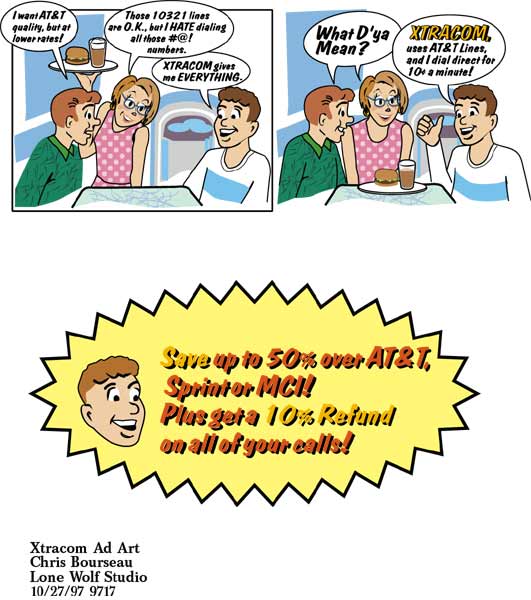 I want AT&T
quality, but at
lower rates!
Those 10321 lines
are O.K., but I HATE dialing
all those #@!
numbers.
XTRACOM gives
me EVERYTHING.
What D'ya
Mean?
XTRACOM,
uses AT&T Lines,
and I dial direct for
10¢ a minute!
Save up to 50% over AT&T,
Sprint or MCI!
Plus get a 10% Refund
on all of your calls!
Xtracom Ad Art
Chris Bourseau
Lone Wolf Studio
10/27/97 9717